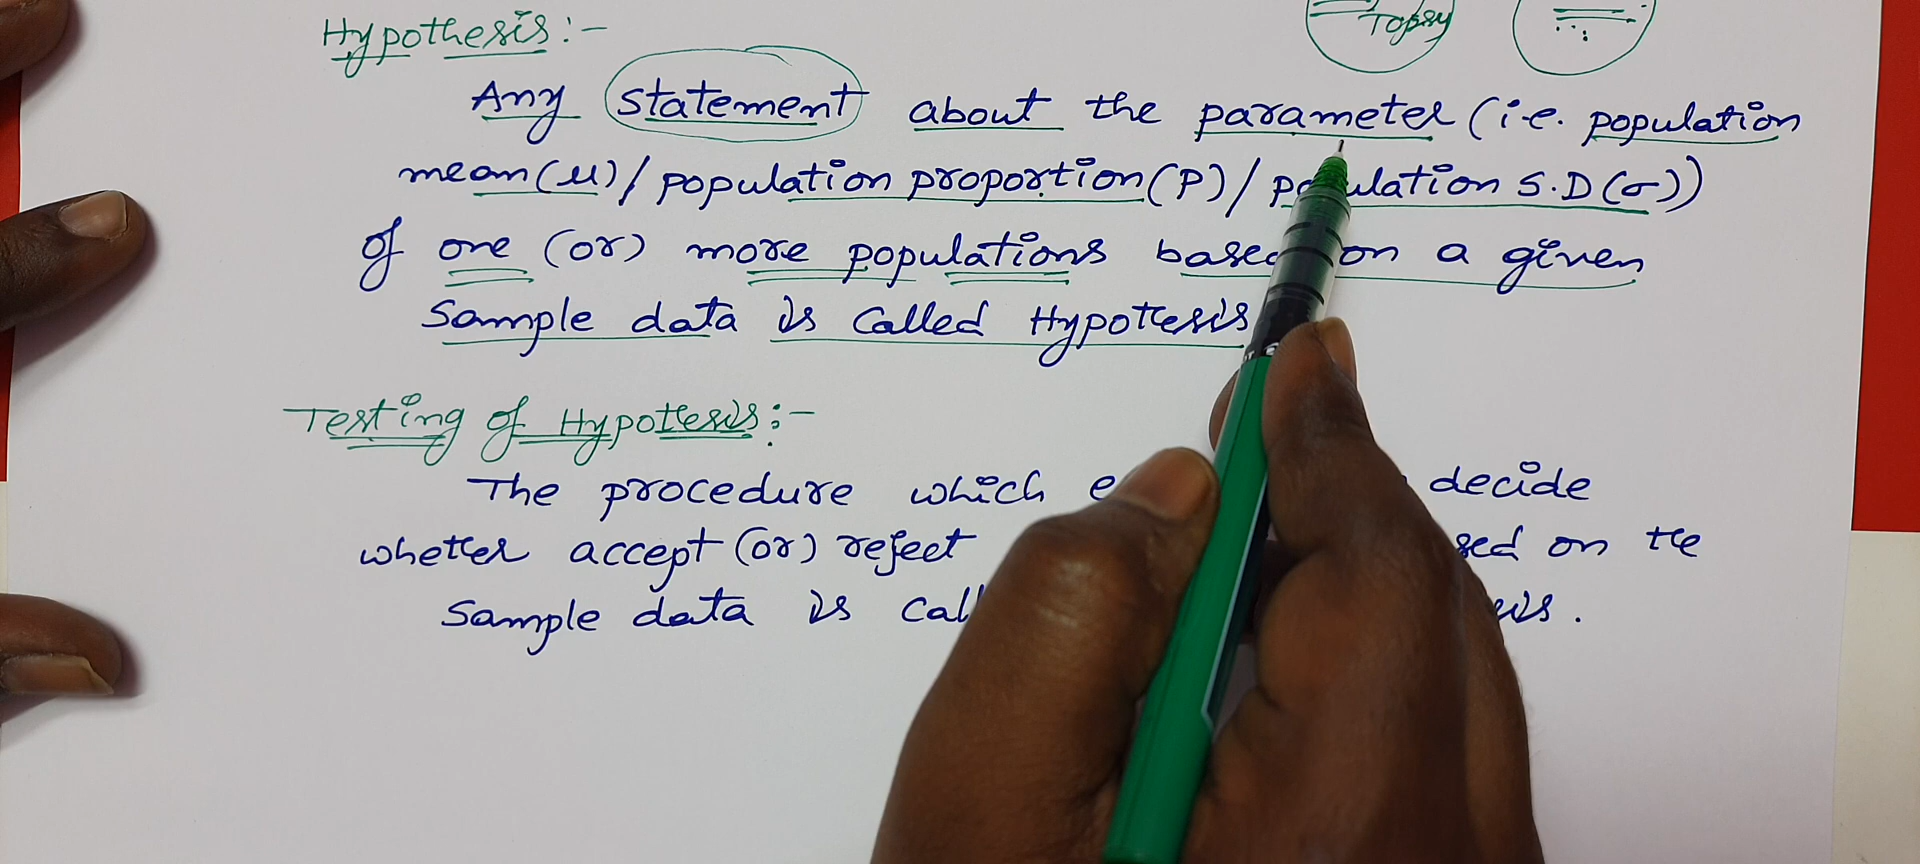 Topsy
Hypothesis:-
Any statement about the parameter (i.e. population
mean(μ)/population proportion(P)/population S.D(σ))
of one (or) more populations based on a given
Sample data is called Hypothesis
Testing of Hypothesis:-
The procedure which decide
whether accept (or) reject on the
Sample data is